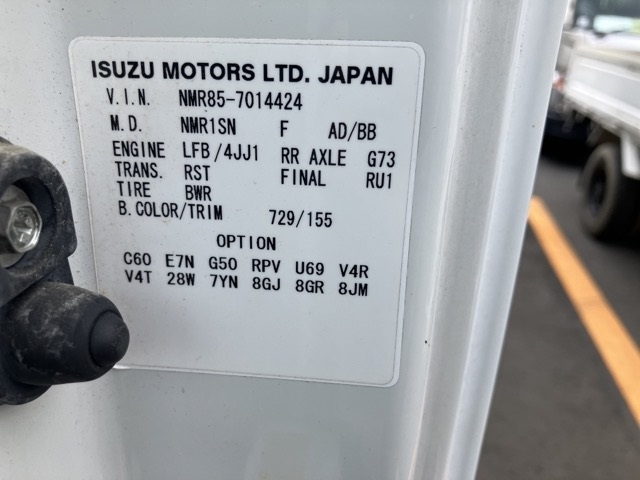 ISUZU MOTORS LTD. JAPAN
V.I.N. NMR85-7014424
M.D. NMR1SN F AD/BB
ENGINE LFB/4JJ1 RR AXLE G73
TRANS. RST FINAL RU1
TIRE BWR
B.COLOR/TRIM 729/155
OPTION
C60 E7N G50 RPV U69 V4R
V4T 28W 7YN 8GJ 8GR 8JM